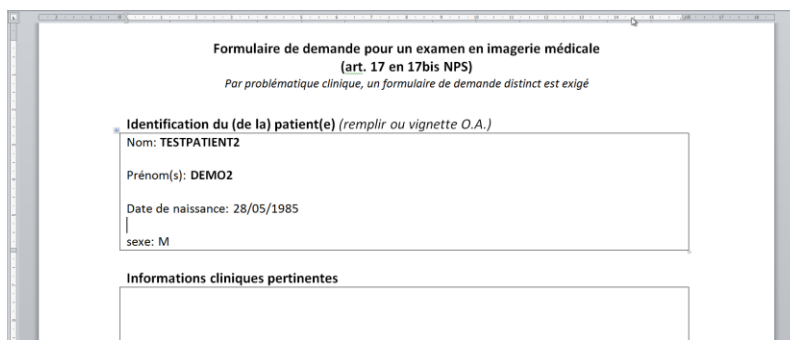 Formulaire de demande pour un examen en imagerie médicale
(art. 17 en 17bis NPS)
Par problématique clinique, un formulaire de demande distinct est exigé
Identification du (de la) patient(e) (remplir ou vignette O.A.)
Nom: TESTPATIENT2
Prénom(s): DEMO2
Date de naissance: 28/05/1985
sexe: M
Informations cliniques pertinentes